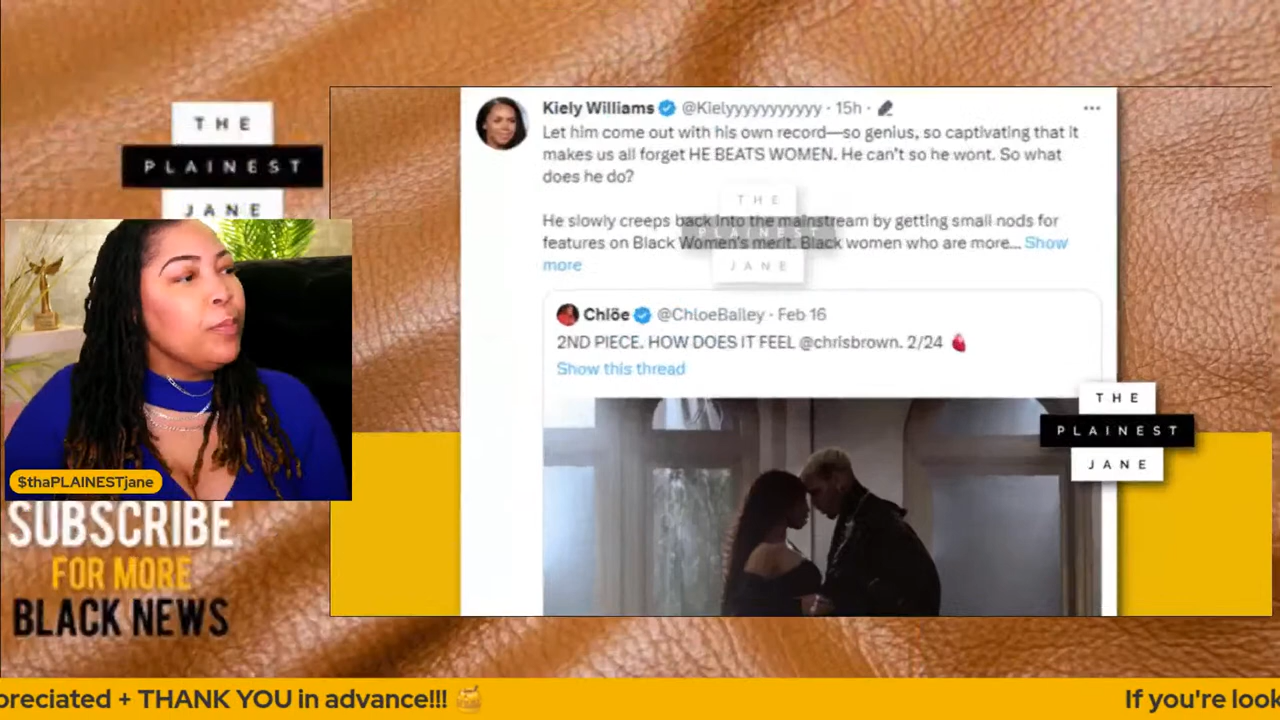 THE
PLAINEST
JANE
$thaPLAINESTjane
SUBSCRIBE
FOR MORE
BLACK NEWS
Kiely Williams @Kielyyyyyyyyyyy · 15h ·
Let him come out with his own record—so genius, so captivating that it
makes us all forget HE BEATS WOMEN. He can't so he wont. So what
does he do?
He slowly creeps back into the mainstream by getting small nods for
features on Black Women's merit. Black women who are more... Show
more
THE
PLAINEST
JANE
Chlöe @ChloeBailey · Feb 16
2ND PIECE. HOW DOES IT FEEL @chrisbrown. 2/24
Show this thread
THE
PLAINEST
JANE
preciated + THANK YOU in advance!!!
If you're look